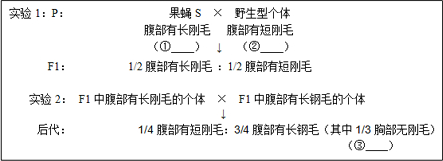 实验1：P： 果蝇S × 野生型个体
腹部有长刚毛 腹部有短刚毛
（①____） ↓ （②____）
F1： 1/2 腹部有长刚毛 ：1/2 腹部有短刚毛
实验2： F1 中腹部有长刚毛的个体 × F1 中腹部有长钢毛的个体
↓
后代： 1/4 腹部有短刚毛：3/4 腹部有长钢毛（其中 1/3 胸部无刚毛）
（③____）